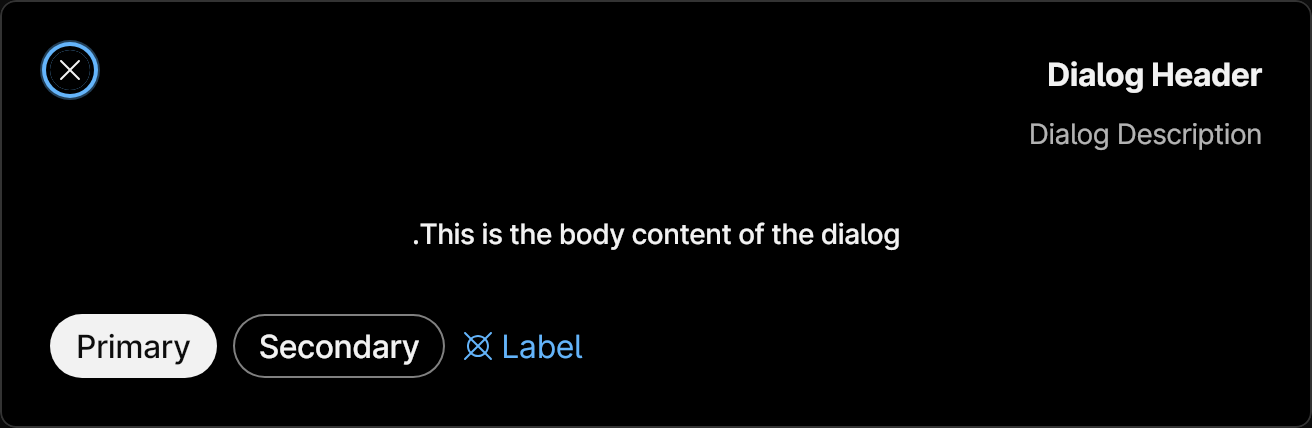 Dialog Header
Dialog Description
.This is the body content of the dialog
Primary
Secondary
Label